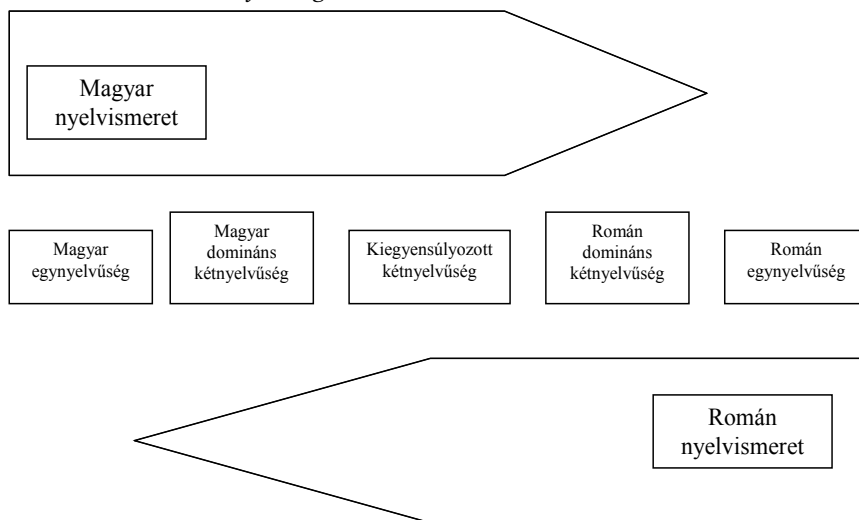 Magyar
nyelvismeret
Magyar
egynyelvűség
Magyar
domináns
kétnyelvűség
Kiegyensúlyozott
kétnyelvűség
Román
domináns
kétnyelvűség
Román
egynyelvűség
Román
nyelvismeret